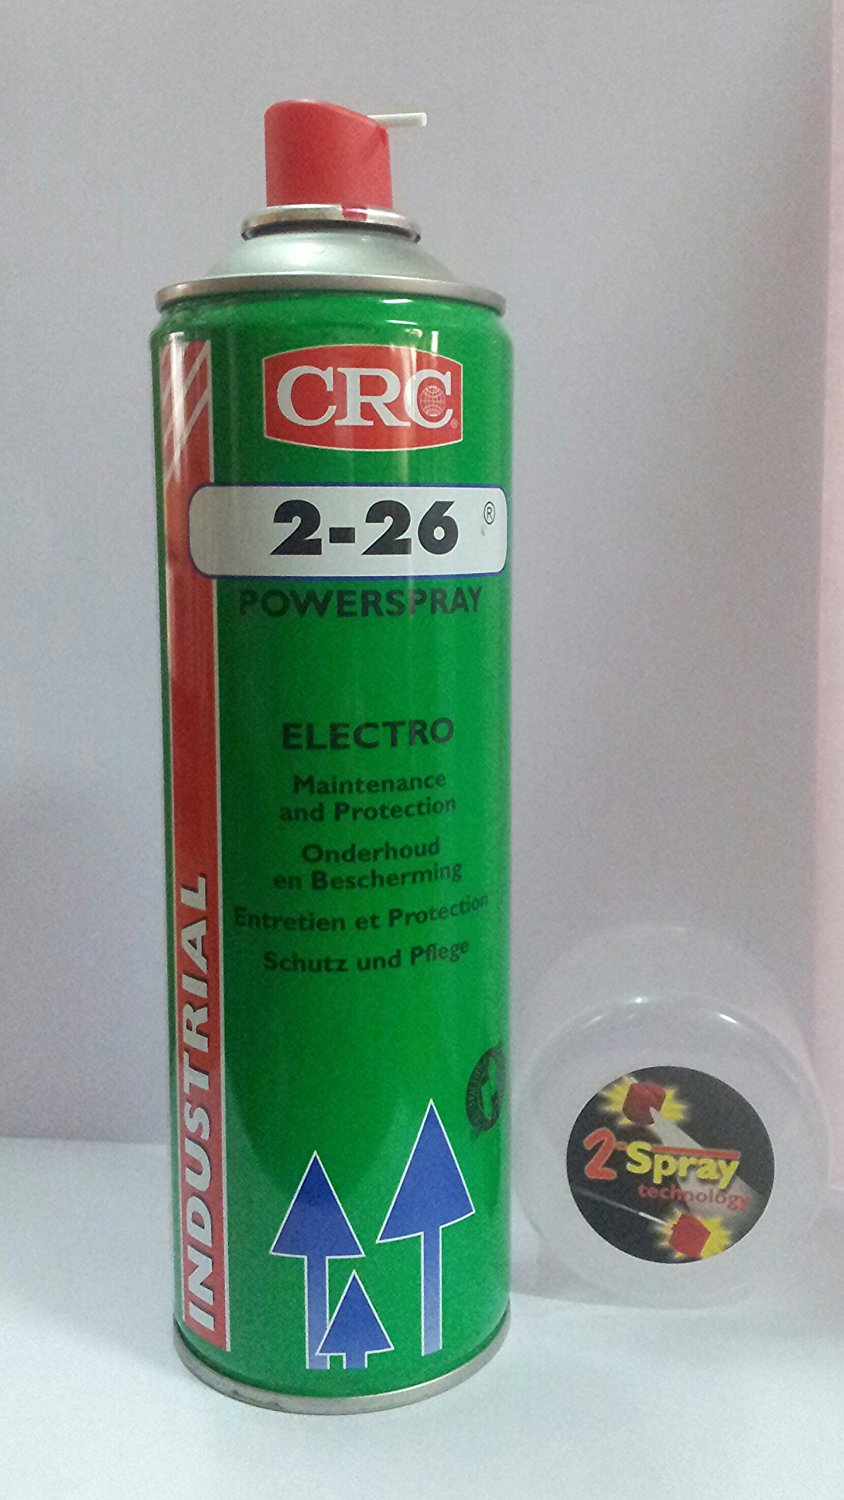 CRC
2-26 ®
POWERSPRAY
ELECTRO
Maintenance
and Protection
Onderhoud
en Bescherming
Entretien et Protection
Schutz und Pflege
INDUSTRIAL
2-Spray
technology